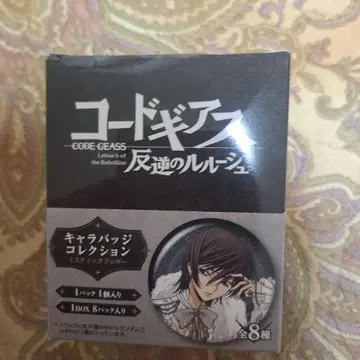 コードギアス
CODE GEASS
Lelouch of
the Rebellion
反逆のルルーシュ
キャラバッジ
コレクション
ミスティックフェザー
1パック1個入り
1BOX 8パック入り
全8種